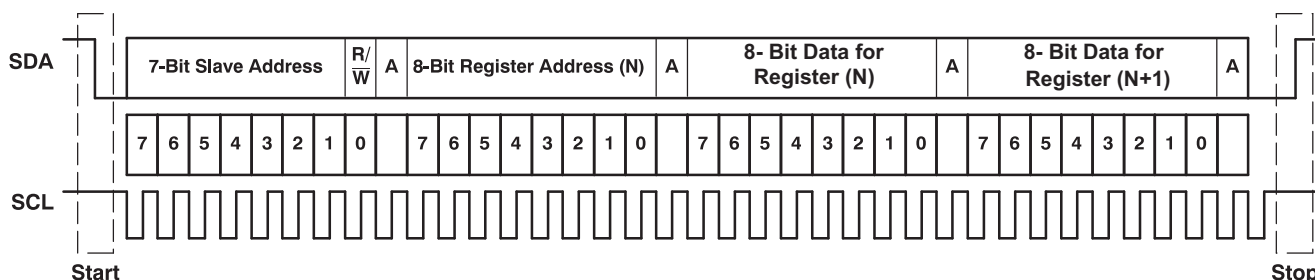 SDA
7-Bit Slave Address
R/
W
A
8-Bit Register Address (N)
A
8- Bit Data for
Register (N)
A
8- Bit Data for
Register (N+1)
A
7 6 5 4 3 2 1 0 7 6 5 4 3 2 1 0 7 6 5 4 3 2 1 0 7 6 5 4 3 2 1 0
SCL
Start
Stop